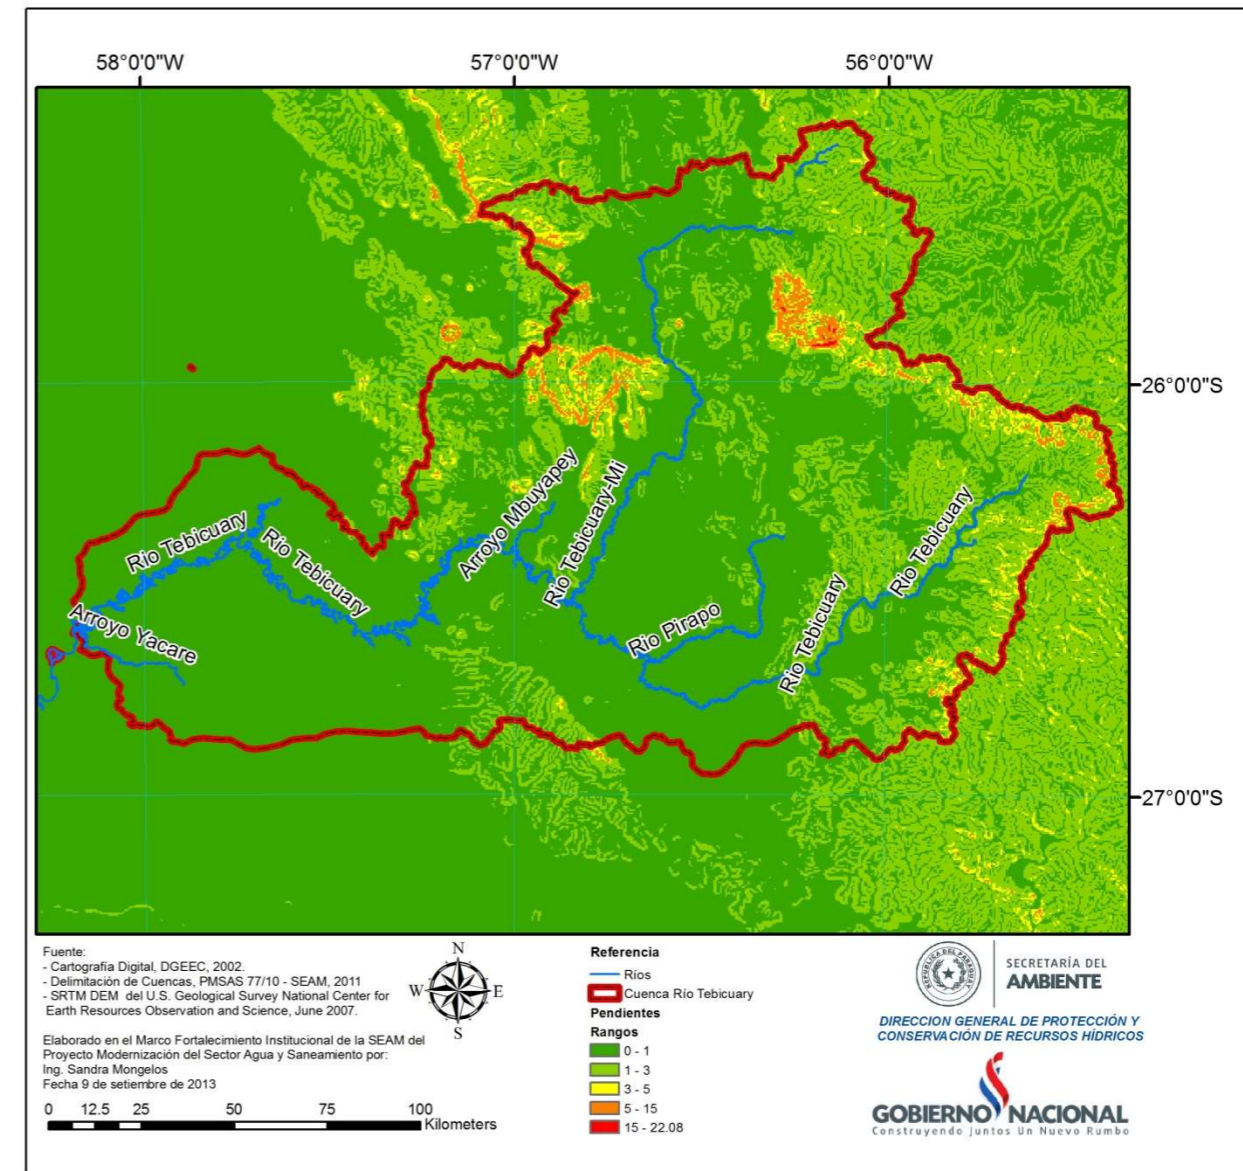 58°0'0"W
57°0'0"W
56°0'0"W
26°0'0"S
27°0'0"S
Arroyo Mbuyapey
Rio Tebicuary-Mi
Rio Tebicuary
Rio Tebicuary
Rio Tebicuary
Rio Tebicuary
Rio Pirapo
Arroyo Yacare
Fuente:
- Cartografía Digital, DGEEC, 2002.
- Delimitación de Cuencas, PMSAS 77/10 - SEAM, 2011
- SRTM DEM del U.S. Geological Survey National Center for
Earth Resources Observation and Science, June 2007.
Elaborado en el Marco Fortalecimiento Institucional de la SEAM del
Proyecto Modernización del Sector Agua y Saneamiento por:
Ing. Sandra Mongelos
Fecha 9 de setiembre de 2013
0 12.5 25 50 75 100
Kilometers
N
W E
S
Referencia
Ríos
Cuenca Río Tebicuary
Pendientes
Rangos
0 - 1
1 - 3
3 - 5
5 - 15
15 - 22.08
REPUBLICA DEL PARAGUAY
SECRETARÍA DEL
AMBIENTE
DIRECCION GENERAL DE PROTECCIÓN Y
CONSERVACIÓN DE RECURSOS HÍDRICOS
GOBIERNO NACIONAL
Construyendo Juntos Un Nuevo Rumbo